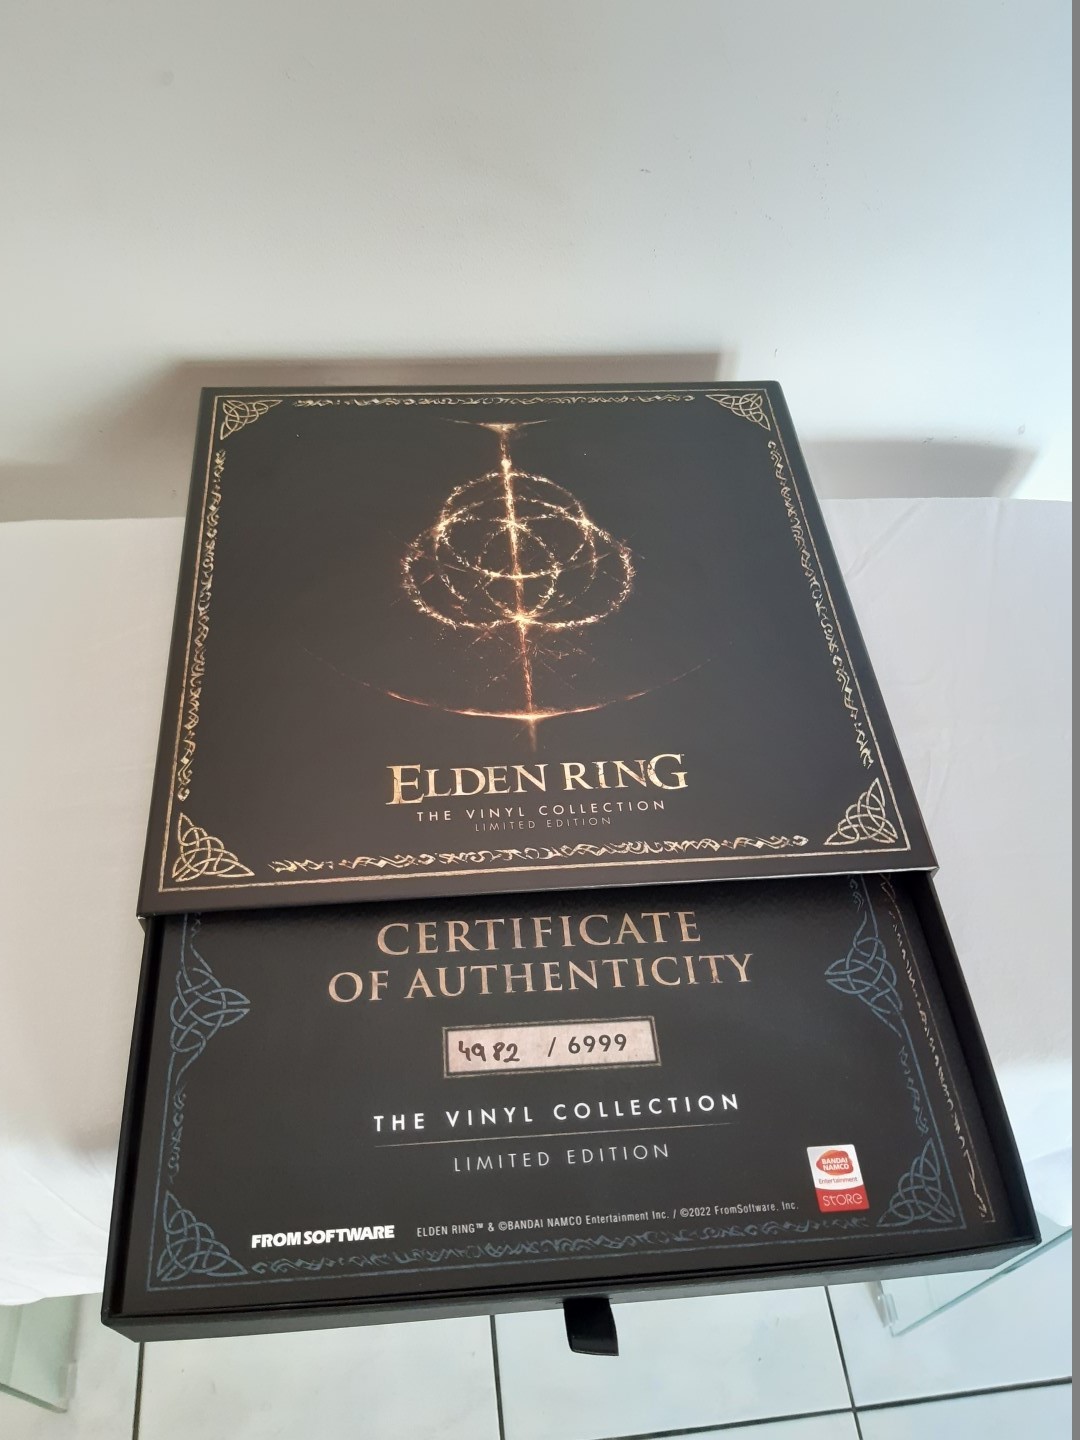 ELDEN RING
THE VINYL COLLECTION
LIMITED EDITION
CERTIFICATE
OF AUTHENTICITY
4982 / 6999
THE VINYL COLLECTION
LIMITED EDITION
BANDAI
NAMCO
Entertainment
STORE
FROMSOFTWARE
ELDEN RING™ & ©BANDAI NAMCO Entertainment Inc. / ©2022 FromSoftware, Inc.